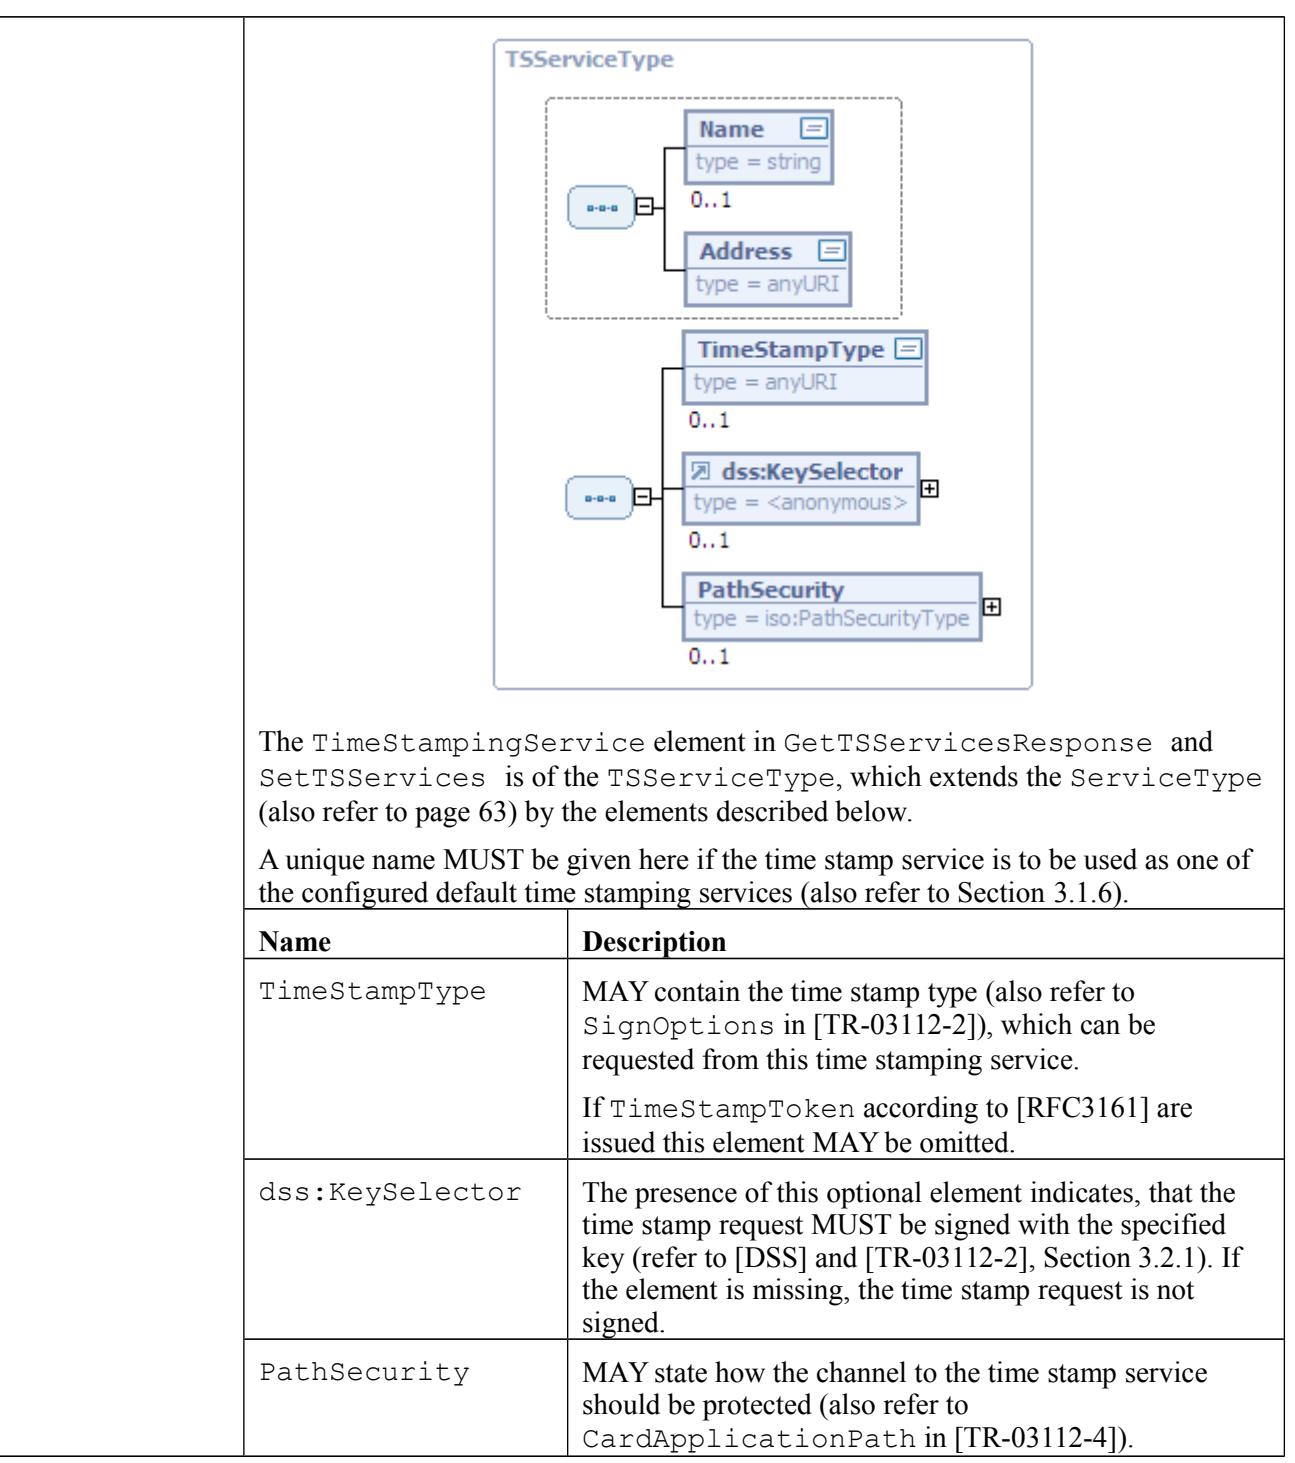 TSServiceType
Name
type = string
0..1
Address
type = anyURI
TimeStampType
type = anyURI
0..1
dss:KeySelector
type = <anonymous>
0..1
PathSecurity
type = iso:PathSecurityType
0..1
The TimeStampingService element in GetTSServicesResponse and
SetTSServices is of the TSServiceType, which extends the ServiceType
(also refer to page 63) by the elements described below.
A unique name MUST be given here if the time stamp service is to be used as one of
the configured default time stamping services (also refer to Section 3.1.6).
Name Description
TimeStampType MAY contain the time stamp type (also refer to
SignOptions in [TR-03112-2]), which can be
requested from this time stamping service.
If TimeStampToken according to [RFC3161] are
issued this element MAY be omitted.
dss:KeySelector The presence of this optional element indicates, that the
time stamp request MUST be signed with the specified
key (refer to [DSS] and [TR-03112-2], Section 3.2.1). If
the element is missing, the time stamp request is not
signed.
PathSecurity MAY state how the channel to the time stamp service
should be protected (also refer to
CardApplicationPath in [TR-03112-4]).